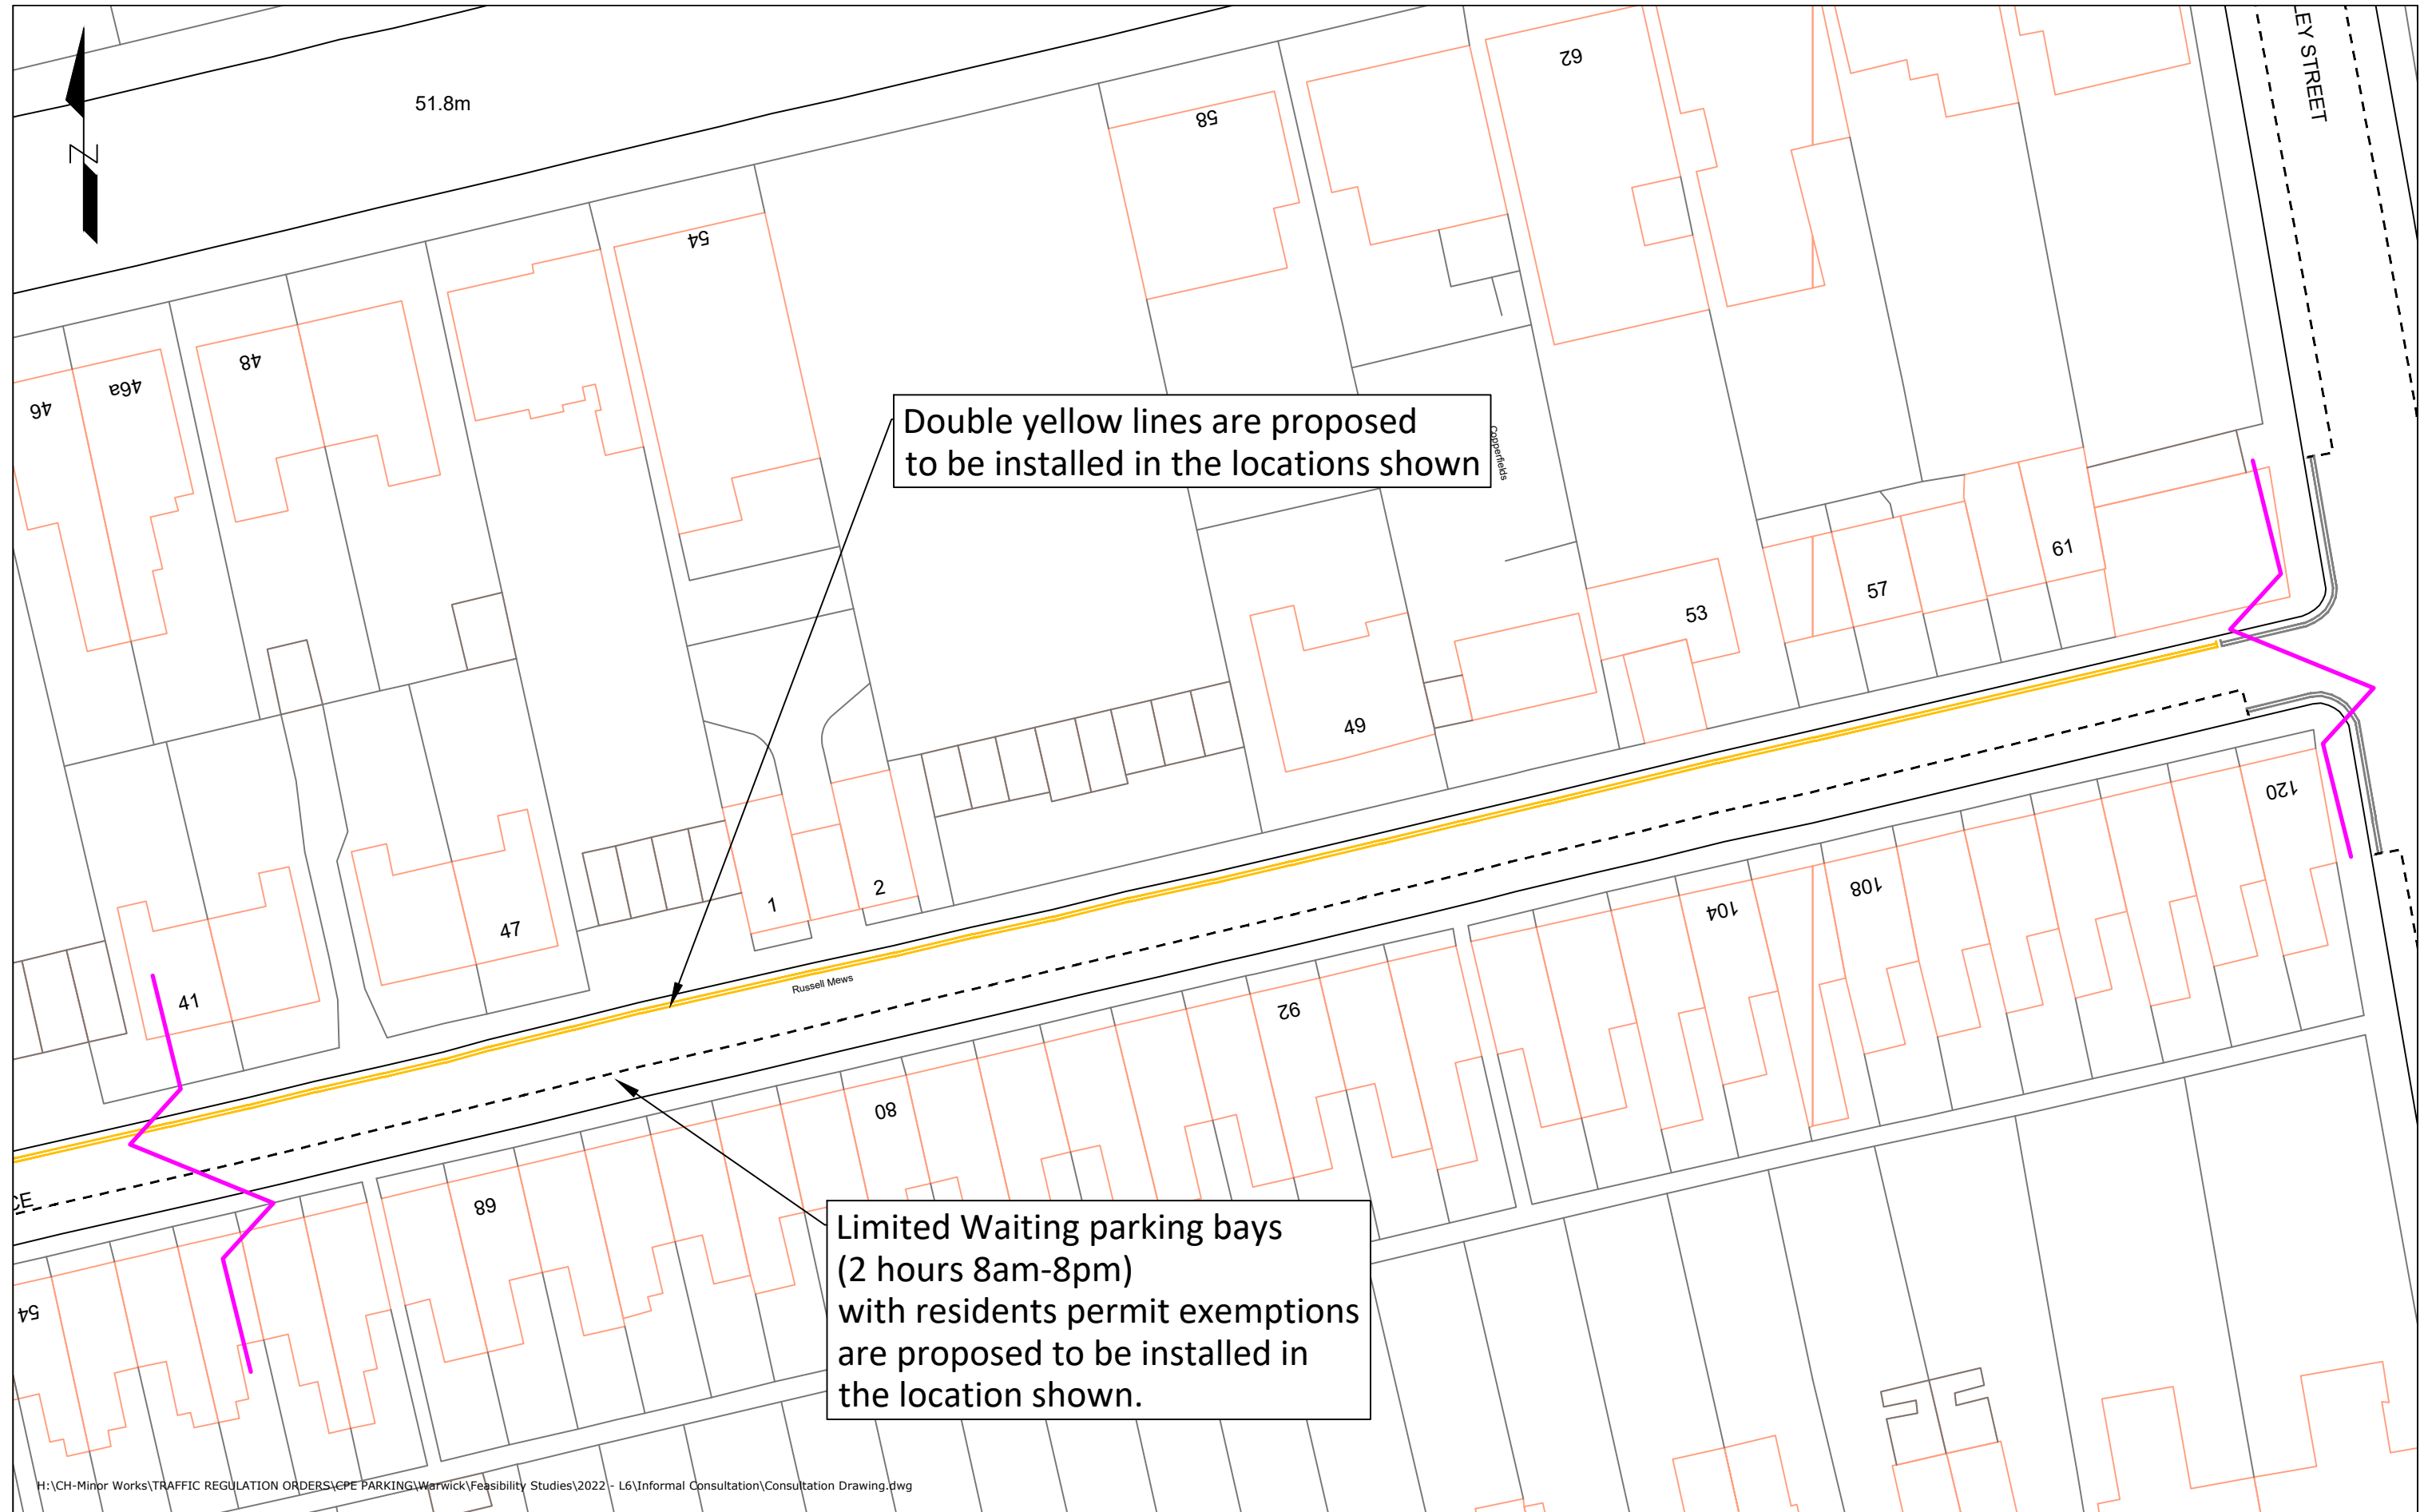 EY STREET
62
51.8m
58
54
48
46a
46
Double yellow lines are proposed
to be installed in the locations shown
Copperfields
61
57
53
49
120
108
104
2
1
47
Russell Mews
41
92
80
CE
68
54
Limited Waiting parking bays
(2 hours 8am-8pm)
with residents permit exemptions
are proposed to be installed in
the location shown.
H:\CH-Minor Works\TRAFFIC REGULATION ORDERS\CPE PARKING\Warwick\Feasibility Studies\2022 - L6\Informal Consultation\Consultation Drawing.dwg